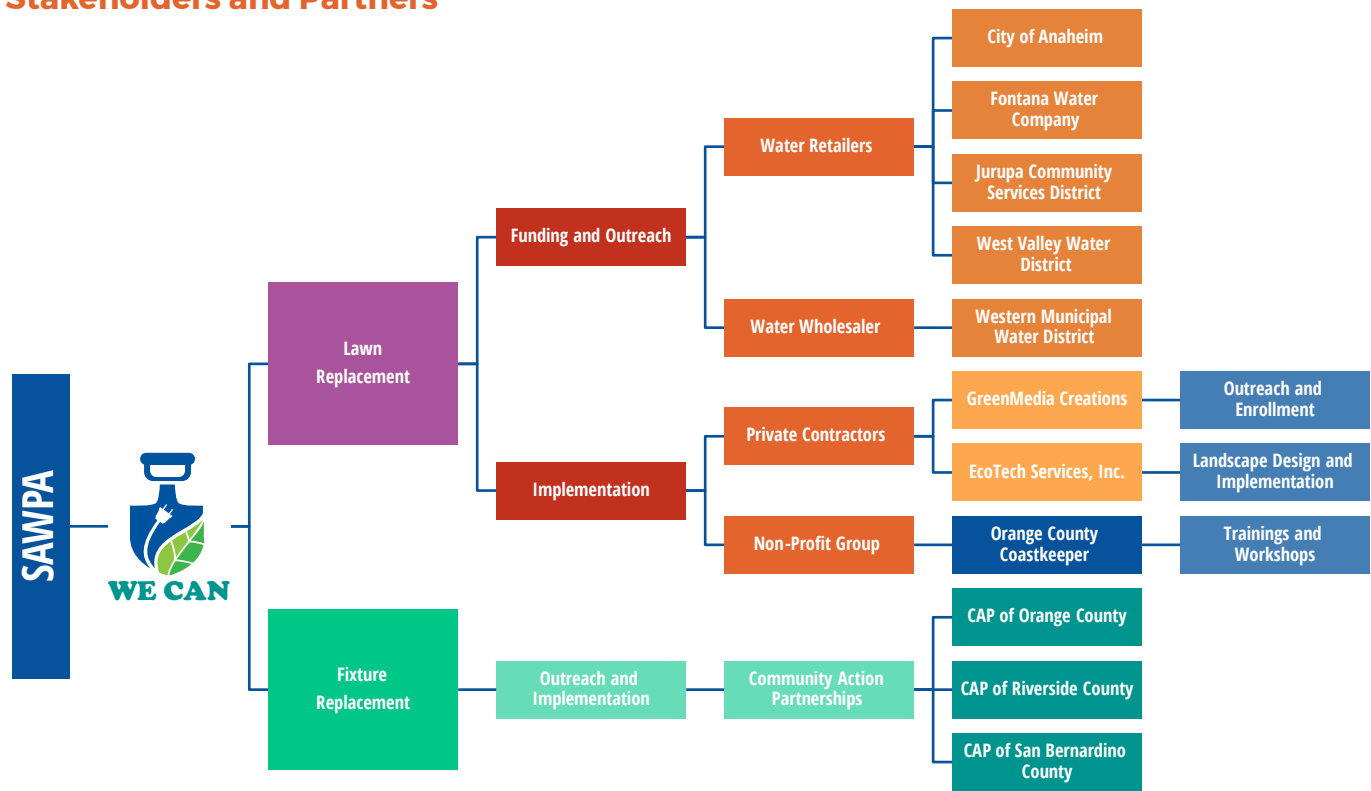 Stakeholders and Partners
SAWPA
WE CAN
Lawn
Replacement
Funding and Outreach
Water Retailers
City of Anaheim
Fontana Water
Company
Jurupa Community
Services District
West Valley Water
District
Water Wholesaler
Western Municipal
Water District
Implementation
Private Contractors
GreenMedia Creations
Outreach and
Enrollment
EcoTech Services, Inc.
Landscape Design and
Implementation
Non-Profit Group
Orange County
Coastkeeper
Trainings and
Workshops
Fixture
Replacement
Outreach and
Implementation
Community Action
Partnerships
CAP of Orange County
CAP of Riverside County
CAP of San Bernardino
County